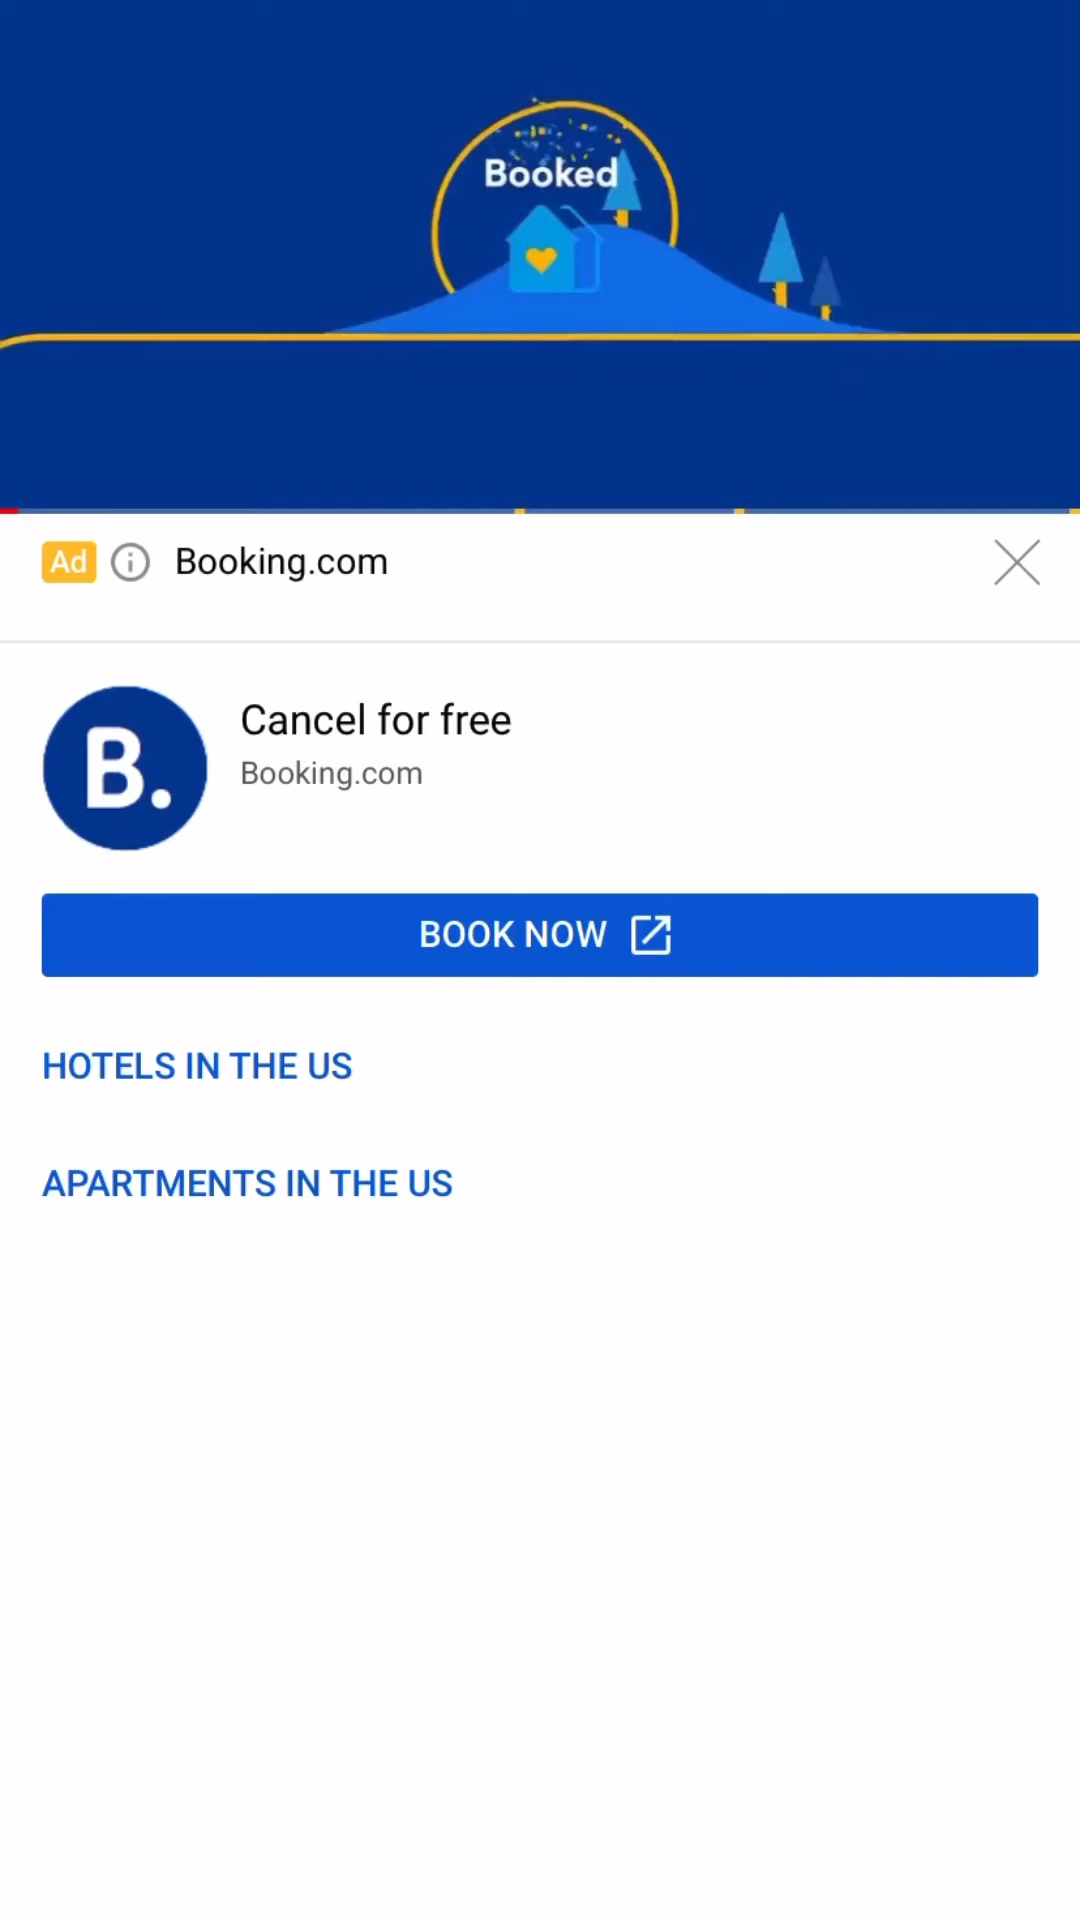 Booked
Ad Booking.com
B.
Cancel for free
Booking.com
BOOK NOW
HOTELS IN THE US
APARTMENTS IN THE US